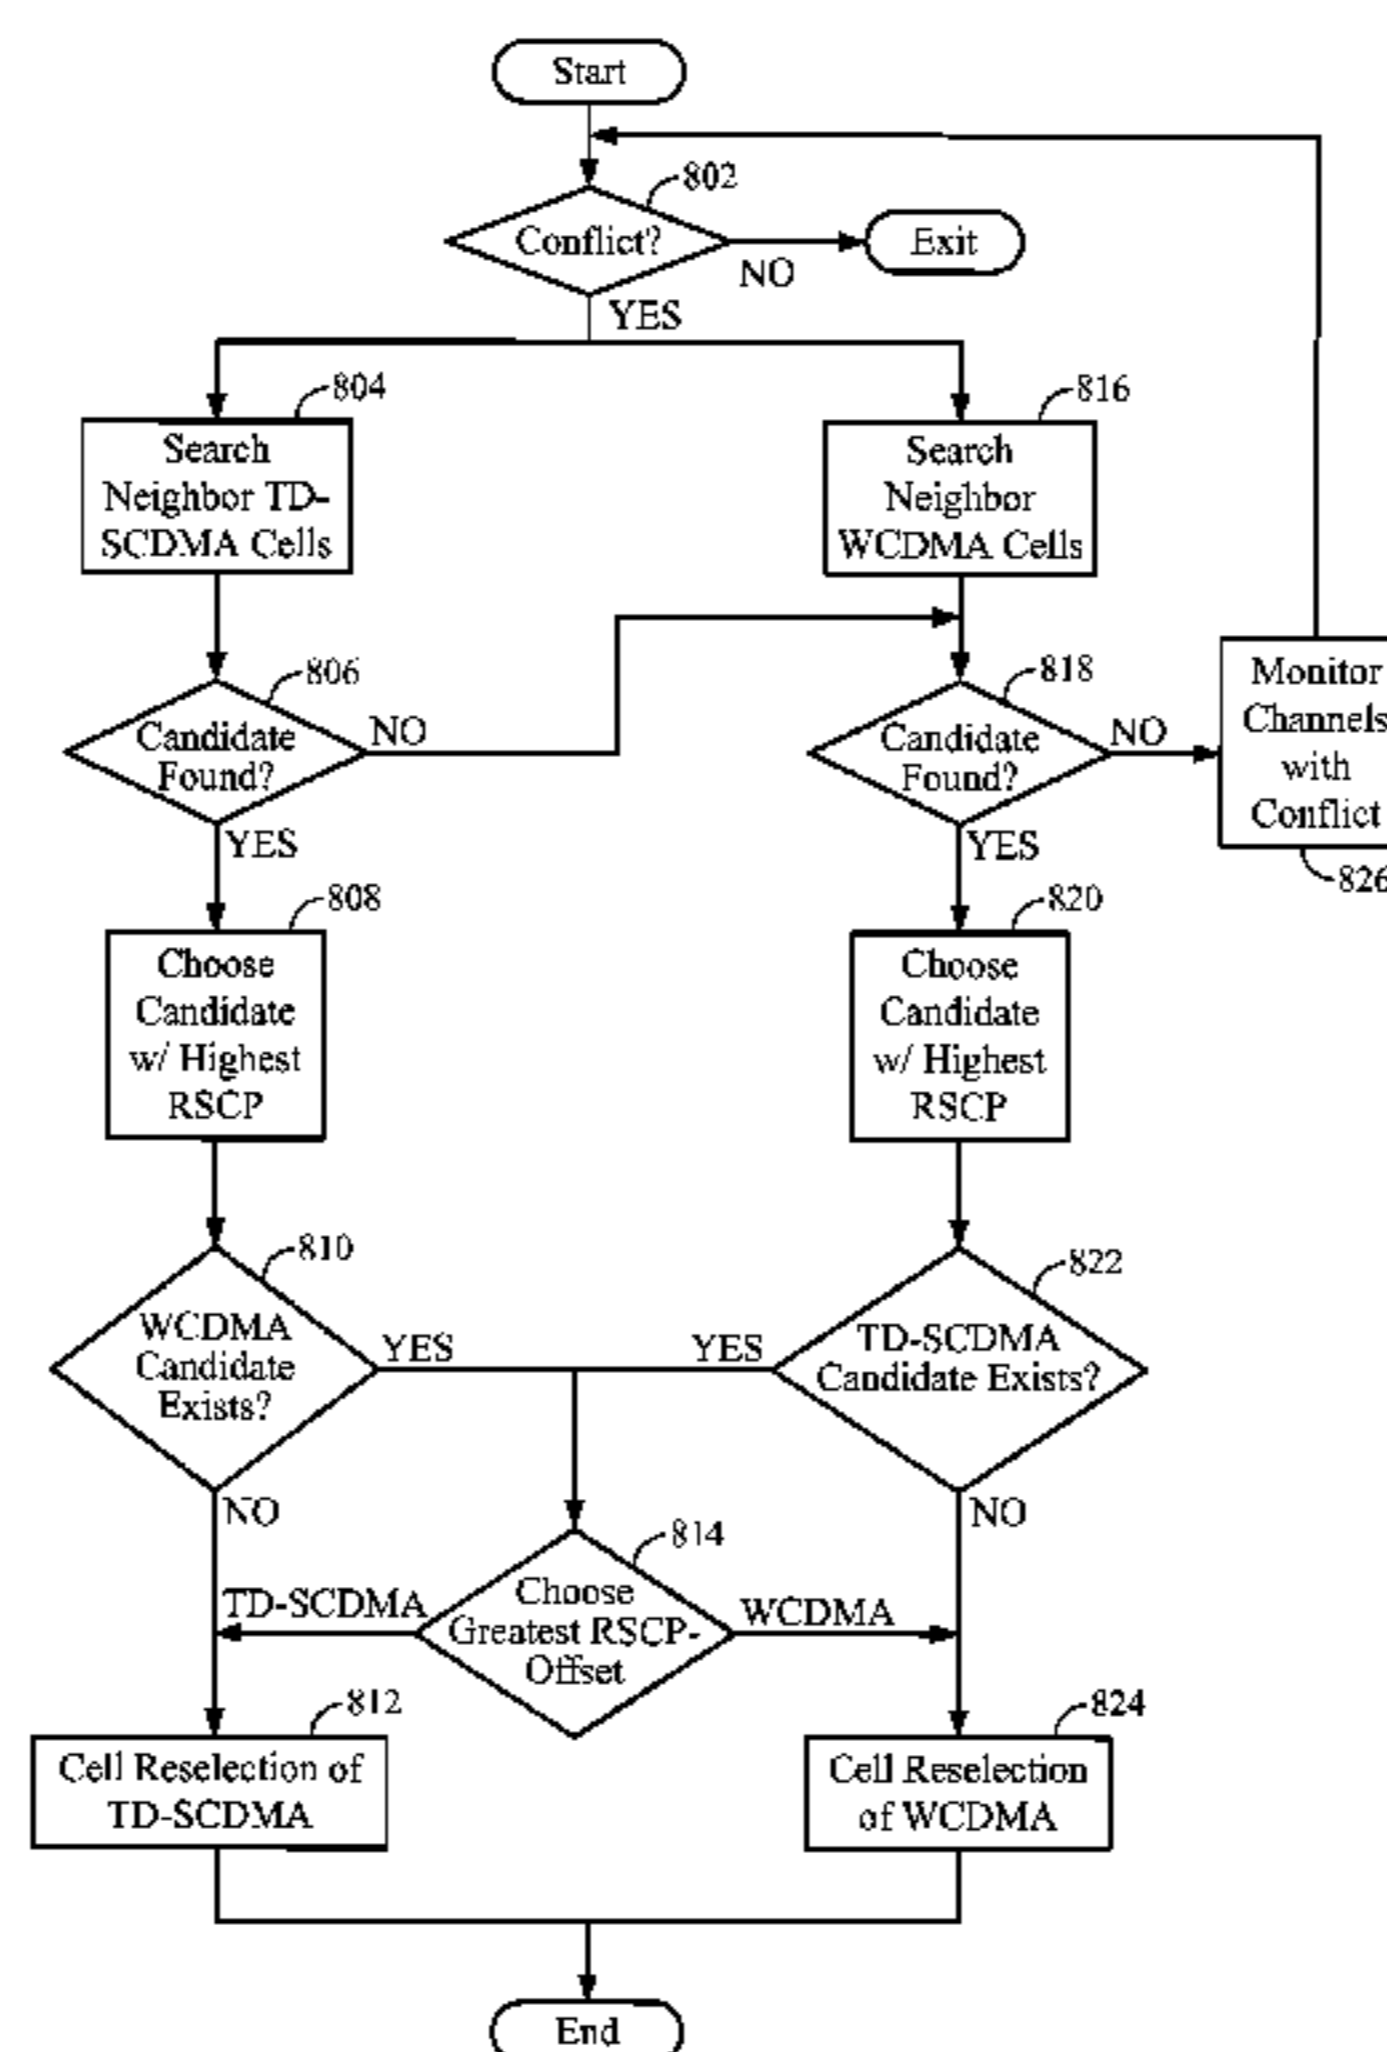 Start
802
Conflict?
Exit
NO
YES
804
816
Search
Neighbor TD-
SCDMA Cells
Search
Neighbor
WCDMA Cells
806
NO
Candidate
Found?
YES
818
NO
Candidate
Found?
YES
Monitor
Channels
with
Conflict
826
808
Choose
Candidate
w/ Highest
RSCP
820
Choose
Candidate
w/ Highest
RSCP
810
WCDMA
Candidate
Exists?
YES
NO
822
YES
TD-SCDMA
Candidate Exists?
NO
814
TD-SCDMA
Choose
Greatest RSCP-
Offset
WCDMA
812
Cell Reselection of
TD-SCDMA
824
Cell Reselection
of WCDMA
End